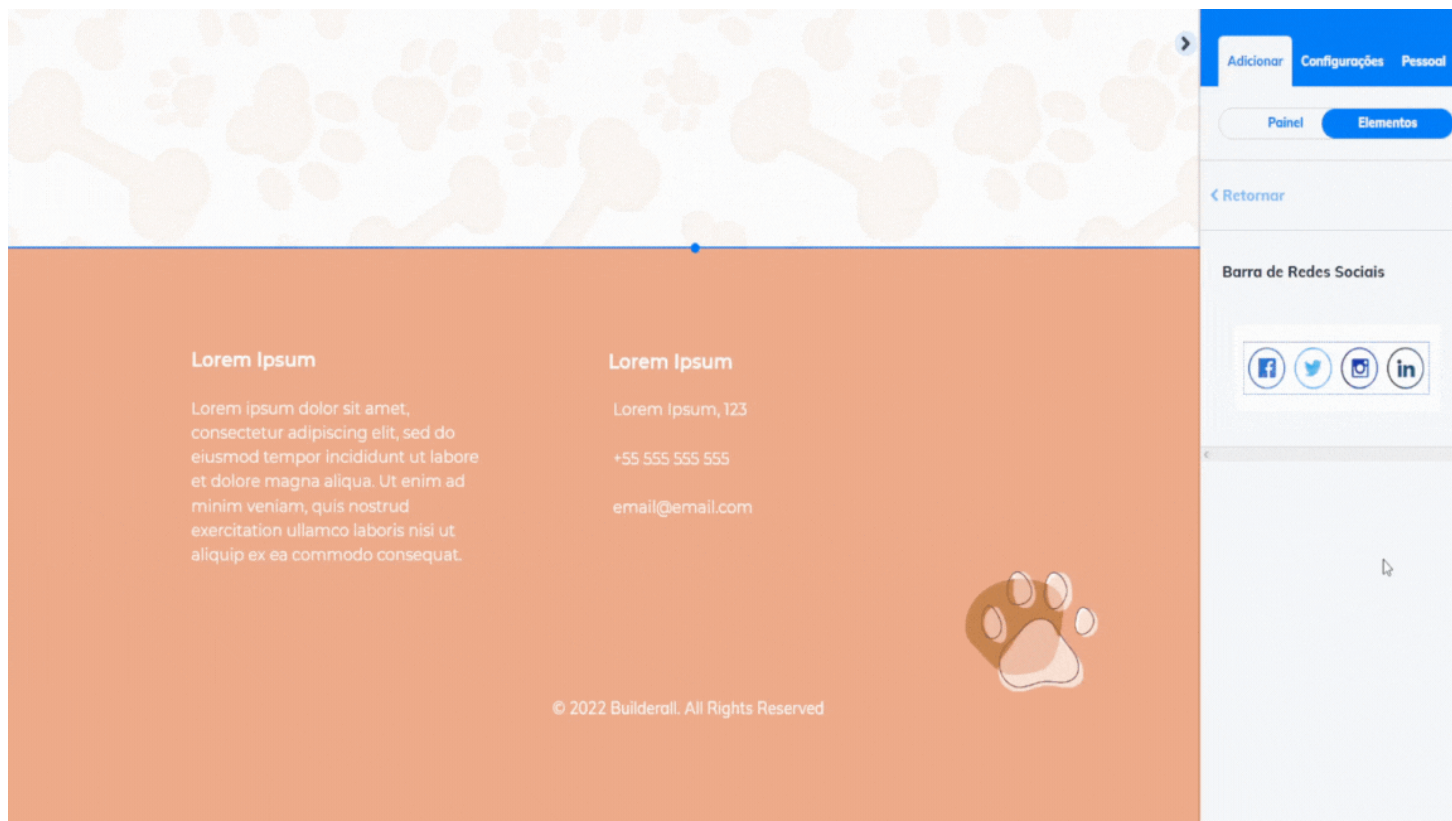 Adicionar Configurações Pessoal
Painel Elementos
Retornar
Barra de Redes Sociais
in
Lorem Ipsum
Lorem ipsum dolor sit amet,
consectetur adipiscing elit, sed do
eiusmod tempor incididunt ut labore
et dolore magna aliqua. Ut enim ad
minim veniam, quis nostrud
exercitation ullamco laboris nisi ut
aliquip ex ea commodo consequat.
Lorem Ipsum
Lorem Ipsum, 123
+55 555 555 555
email@email.com
© 2022 Builderall. All Rights Reserved